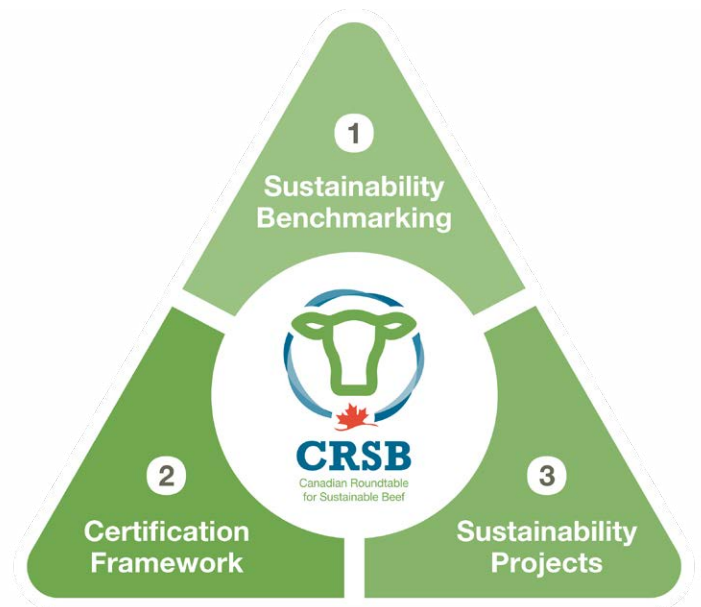 1
Sustainability
Benchmarking
CRSB
Canadian Roundtable
for Sustainable Beef
2
Certification
Framework
3
Sustainability
Projects